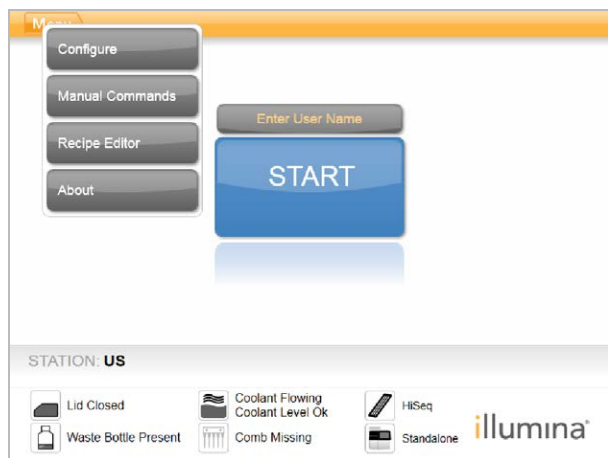 Menu
Configure
Manual Commands
Recipe Editor
About
Enter User Name
START
STATION: US
Lid Closed
Coolant Flowing
Coolant Level Ok
HiSeq
Waste Bottle Present
Comb Missing
Standalone
illumina®